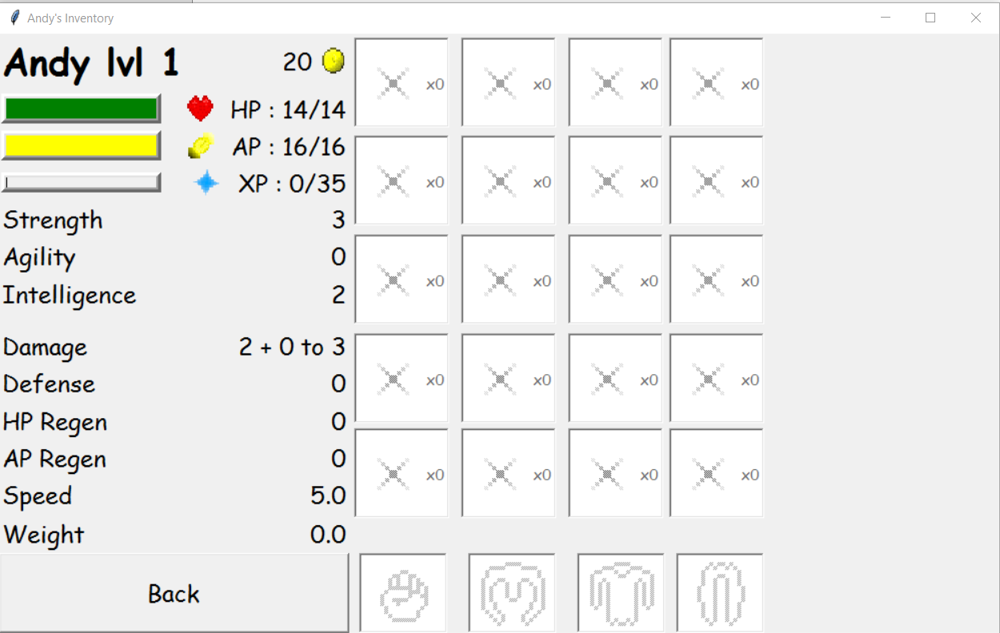 Andy's Inventory
Andy lvl 1 20
HP : 14/14
AP : 16/16
XP : 0/35
Strength 3
Agility 0
Intelligence 2
Damage 2 + 0 to 3
Defense 0
HP Regen 0
AP Regen 0
Speed 5.0
Weight 0.0
Back
x0 x0 x0 x0
x0 x0 x0 x0
x0 x0 x0 x0
x0 x0 x0 x0
x0 x0 x0 x0